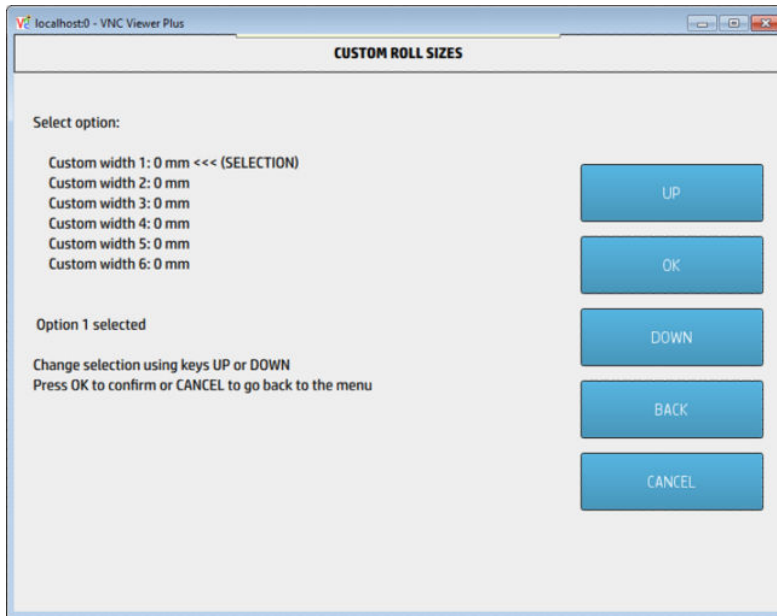 localhost:0 - VNC Viewer Plus
CUSTOM ROLL SIZES
Select option:
Custom width 1: 0 mm <<< (SELECTION)
Custom width 2: 0 mm
Custom width 3: 0 mm
Custom width 4: 0 mm
Custom width 5: 0 mm
Custom width 6: 0 mm
Option 1 selected
Change selection using keys UP or DOWN
Press OK to confirm or CANCEL to go back to the menu
UP
OK
DOWN
BACK
CANCEL